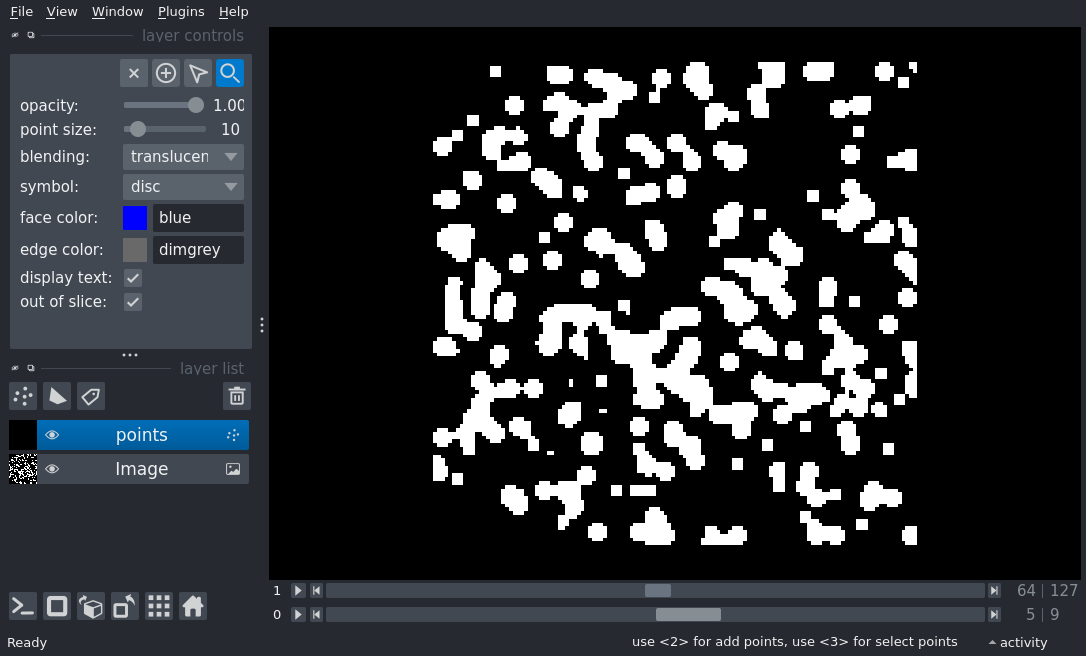 File View Window Plugins Help
layer controls
opacity: 1.00
point size: 10
blending: translucen
symbol: disc
face color: blue
edge color: dimgrey
display text:
out of slice:
layer list
points
Image
1 64 127
0 5 9
Ready use <2> for add points, use <3> for select points activity